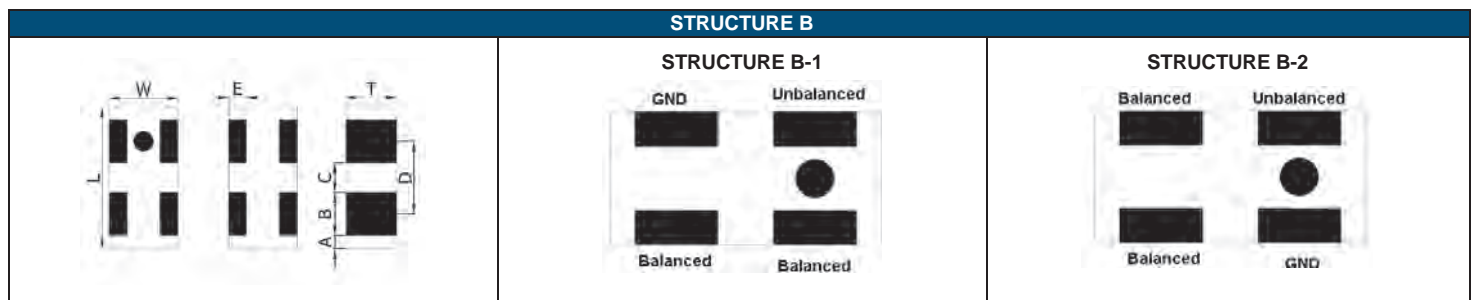 STRUCTURE B
W
E
T
L
C
D
B
A
STRUCTURE B-1
GND Unbalanced
Balanced Balanced
STRUCTURE B-2
Balanced Unbalanced
Balanced GND